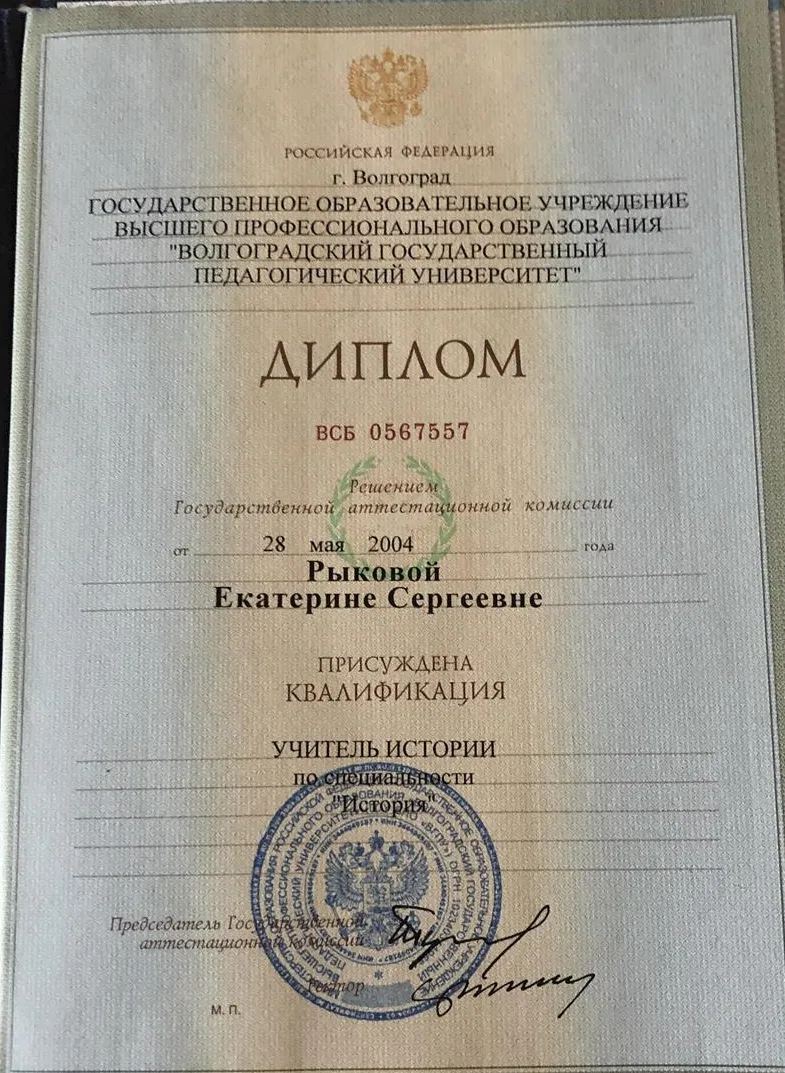 РОССИЙСКАЯ ФЕДЕРАЦИЯ
г. Волгоград
ГОСУДАРСТВЕННОЕ ОБРАЗОВАТЕЛЬНОЕ УЧРЕЖДЕНИЕ
ВЫСШЕГО ПРОФЕССИОНАЛЬНОГО ОБРАЗОВАНИЯ
"ВОЛГОГРАДСКИЙ ГОСУДАРСТВЕННЫЙ
ПЕДАГОГИЧЕСКИЙ УНИВЕРСИТЕТ"
ДИПЛОМ
ВСБ 0567557
Решением
Государственной аттестационной комиссии
от 28 мая 2004 года
Рыковой
Екатерине Сергеевне
ПРИСУЖДЕНА
КВАЛИФИКАЦИЯ
УЧИТЕЛЬ ИСТОРИИ
по специальности
"История"
Председатель Государственной
аттестационной комиссии
Ректор
М. П.